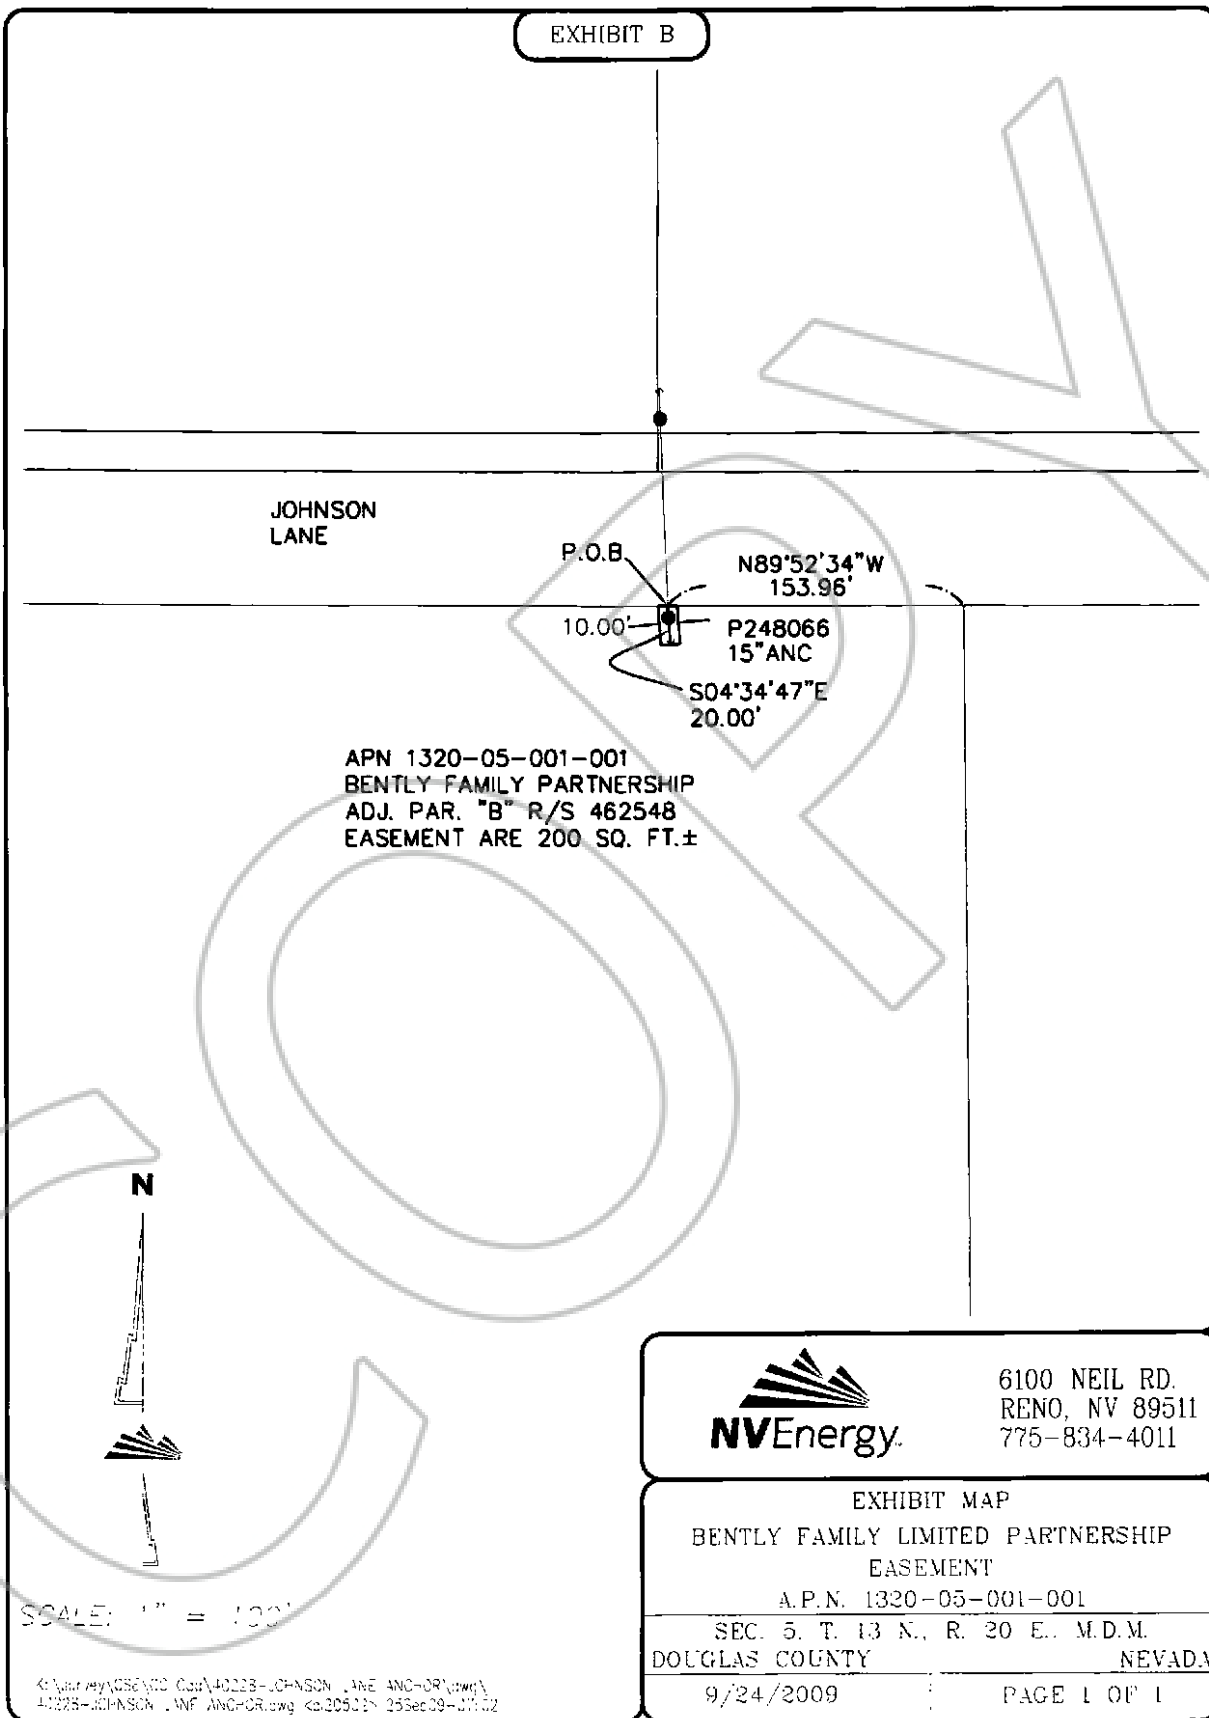 EXHIBIT B
JOHNSON
LANE
P.O.B.
N89°52'34"W
153.96'
10.00'
P248066
15"ANC
S04°34'47"E
20.00'
APN 1320-05-001-001
BENTLY FAMILY PARTNERSHIP
ADJ. PAR. "B" R/S 462548
EASEMENT ARE 200 SQ. FT.±
COPY
N
SCALE: 1" = 100'
NVEnergy
6100 NEIL RD.
RENO, NV 89511
775-834-4011
EXHIBIT MAP
BENTLY FAMILY LIMITED PARTNERSHIP
EASEMENT
A.P.N. 1320-05-001-001
SEC. 5, T. 13 N., R. 20 E., M.D.M.
DOUGLAS COUNTY NEVADA
9/24/2009 PAGE 1 OF 1